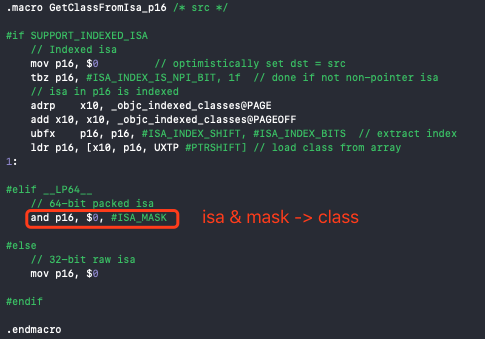 .macro GetClassFromIsa_p16 /* src */
#if SUPPORT_INDEXED_ISA
// Indexed isa
mov p16, $0 // optimistically set dst = src
tbz p16, #ISA_INDEX_IS_NPI_BIT, 1f // done if not non-pointer isa
// isa in p16 is indexed
adrp x10, _objc_indexed_classes@PAGE
add x10, x10, _objc_indexed_classes@PAGEOFF
ubfx p16, p16, #ISA_INDEX_SHIFT, #ISA_INDEX_BITS // extract index
ldr p16, [x10, p16, UXTP #PTRSHIFT] // load class from array
1:
#elif __LP64__
// 64-bit packed isa
and p16, $0, #ISA_MASK isa & mask -> class
#else
// 32-bit raw isa
mov p16, $0
#endif
.endmacro